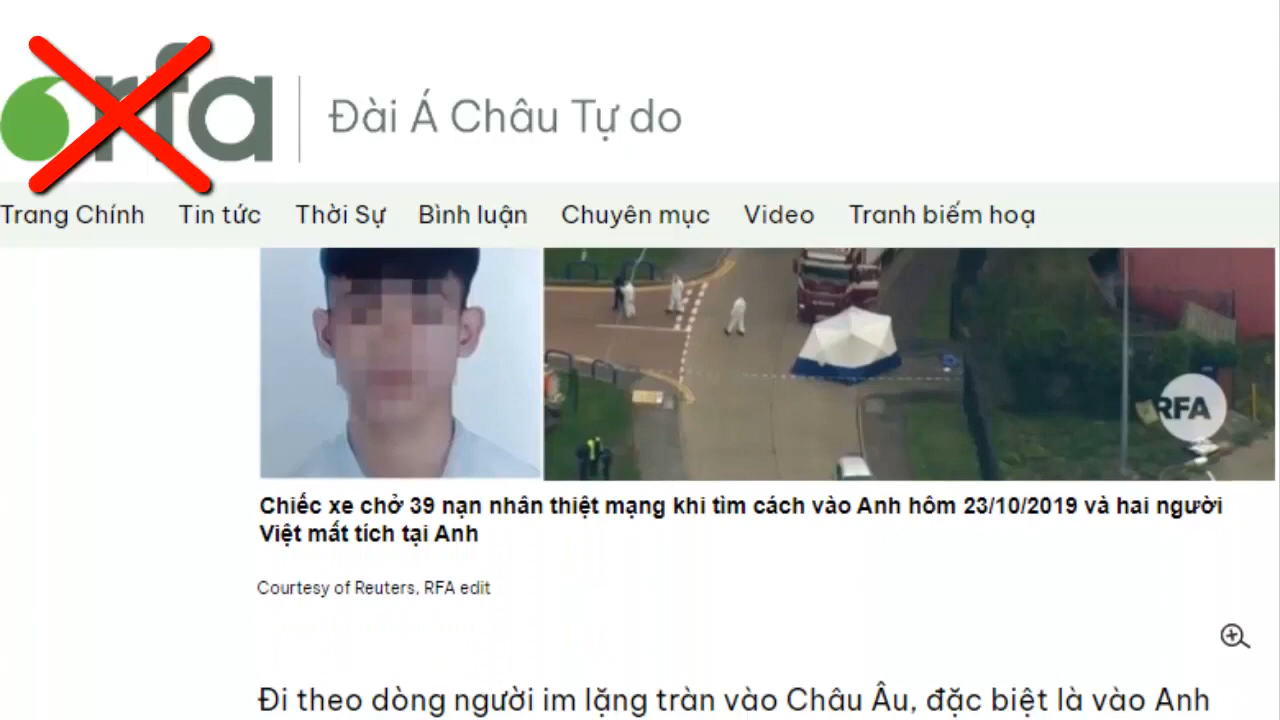 rfa Đài Á Châu Tự do
Trang Chính Tin tức Thời Sự Bình luận Chuyên mục Video Tranh biếm hoạ
RFA
Chiếc xe chở 39 nạn nhân thiệt mạng khi tìm cách vào Anh hôm 23/10/2019 và hai người
Việt mất tích tại Anh
Courtesy of Reuters, RFA edit
Đi theo dòng người im lặng tràn vào Châu Âu, đặc biệt là vào Anh